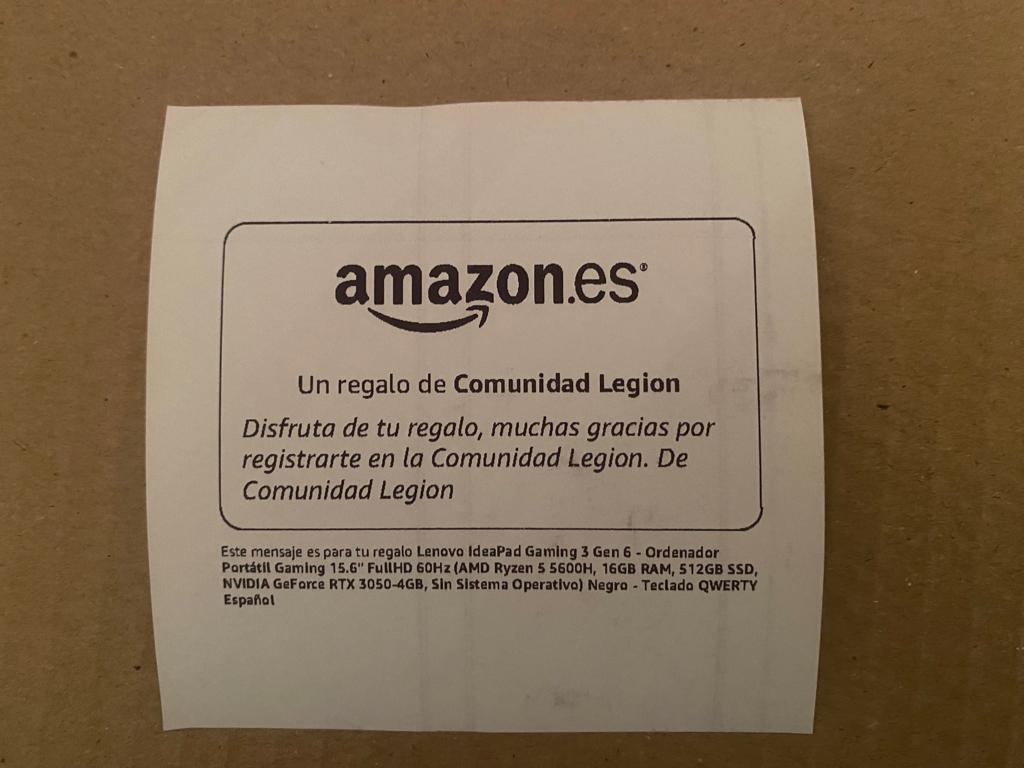 amazon.es®
Un regalo de Comunidad Legion
Disfruta de tu regalo, muchas gracias por
registrarte en la Comunidad Legion. De
Comunidad Legion
Este mensaje es para tu regalo Lenovo IdeaPad Gaming 3 Gen 6 - Ordenador
Portátil Gaming 15.6" FullHD 60Hz (AMD Ryzen 5 5600H, 16GB RAM, 512GB SSD,
NVIDIA GeForce RTX 3050-4GB, Sin Sistema Operativo) Negro - Teclado QWERTY
Español